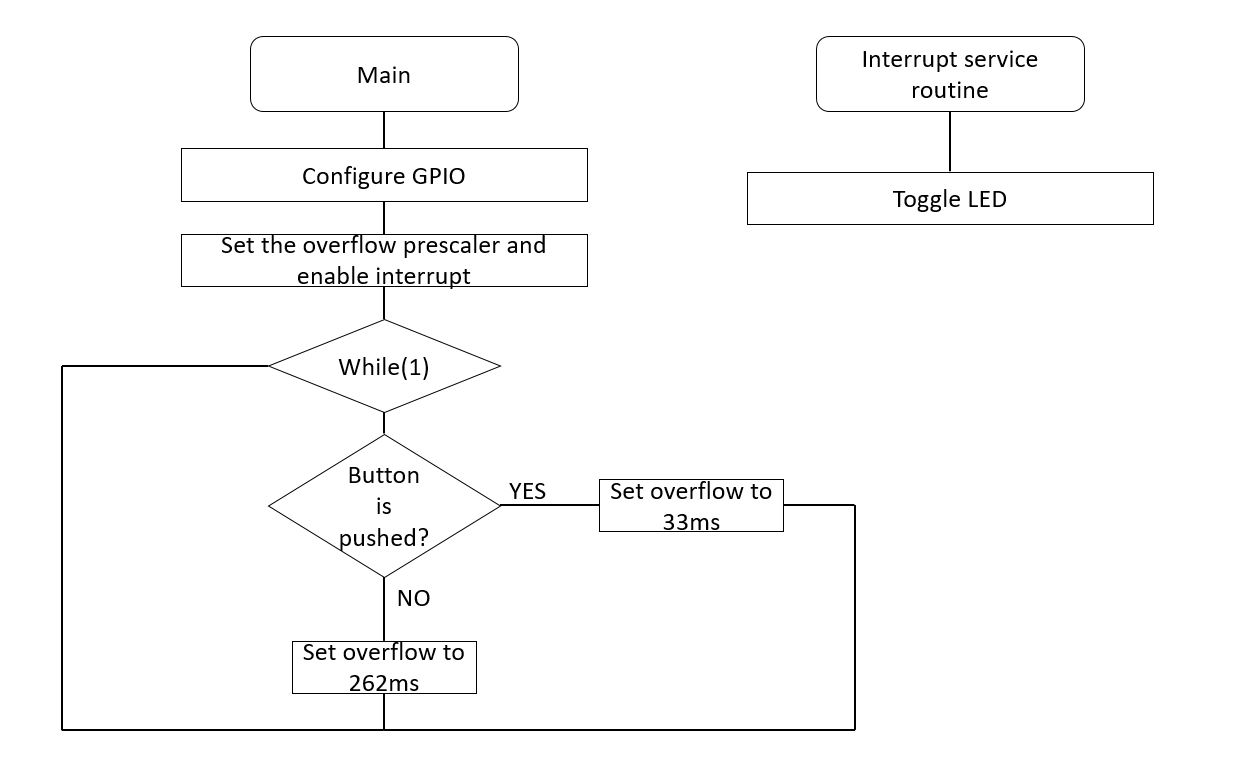 Main
Configure GPIO
Set the overflow prescaler and
enable interrupt
While(1)
Button
is
pushed?
YES
Set overflow to
33ms
NO
Set overflow to
262ms
Interrupt service
routine
Toggle LED